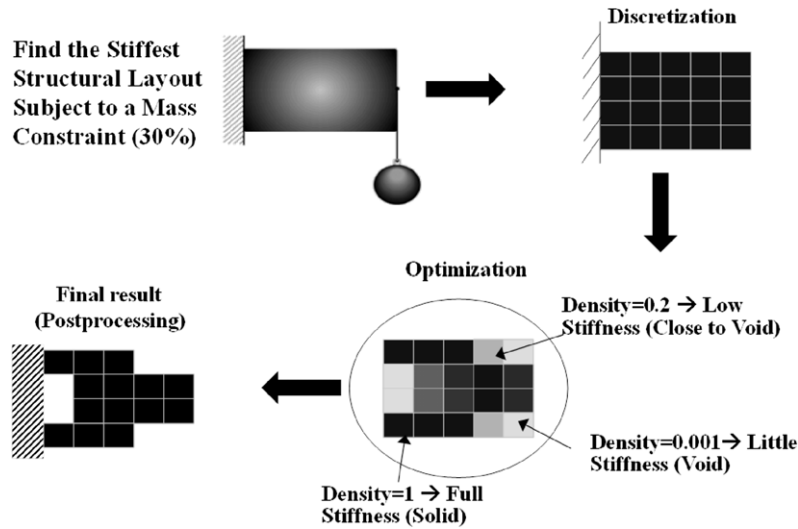 Find the Stiffest
Structural Layout
Subject to a Mass
Constraint (30%)
Discretization
Optimization
Density=0.2 → Low
Stiffness (Close to Void)
Density=0.001→ Little
Stiffness (Void)
Density=1 → Full
Stiffness (Solid)
Final result
(Postprocessing)